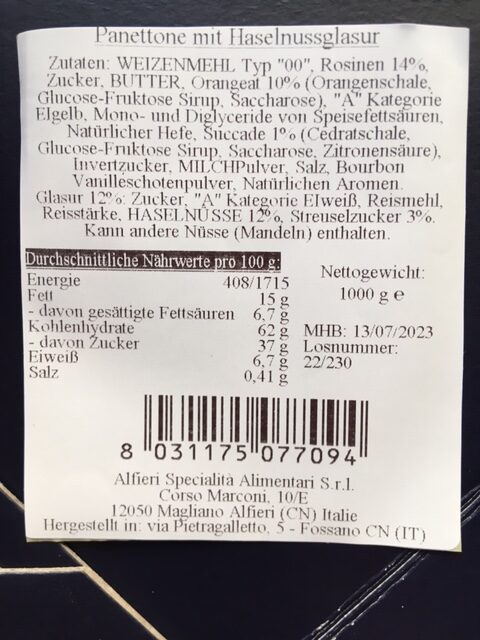 Panettone mit Haselnussglasur
Zutaten: WEIZENMEHL Typ "00", Rosinen 14%,
Zucker, BUTTER, Orangeat 10% (Orangenschale,
Glucose-Fruktose Sirup, Saccharose), "A" Kategorie
EIgelb, Mono- und Diglyceride von Speisefettsäuren,
Natürlicher Hefe, Succade 1% (Cedratschale,
Glucose-Fruktose Sirup, Saccharose, Zitronensäure),
Invertzucker, MILCHPulver, Salz, Bourbon
Vanilleschotenpulver, Natürlichen Aromen.
Glasur 12%: Zucker, "A" Kategorie EIweiß, Reismehl,
Reisstärke, HASELNÜSSE 12%, Streuselzucker 3%.
Kann andere Nüsse (Mandeln) enthalten.
Durchschnittliche Nährwerte pro 100 g:
Energie 408/1715
Fett 15 g
- davon gesättigte Fettsäuren 6,7 g
Kohlenhydrate 62 g
- davon Zucker 37 g
Eiweiß 6,7 g
Salz 0,41 g
Nettogewicht:
1000 g e
MHB: 13/07/2023
Losnummer:
22/230
8 031175 077094
Alfieri Specialità Alimentari S.r.l.
Corso Marconi, 10/E
12050 Magliano Alfieri (CN) Italie
Hergestellt in: via Pietragalletto, 5 - Fossano CN (IT)